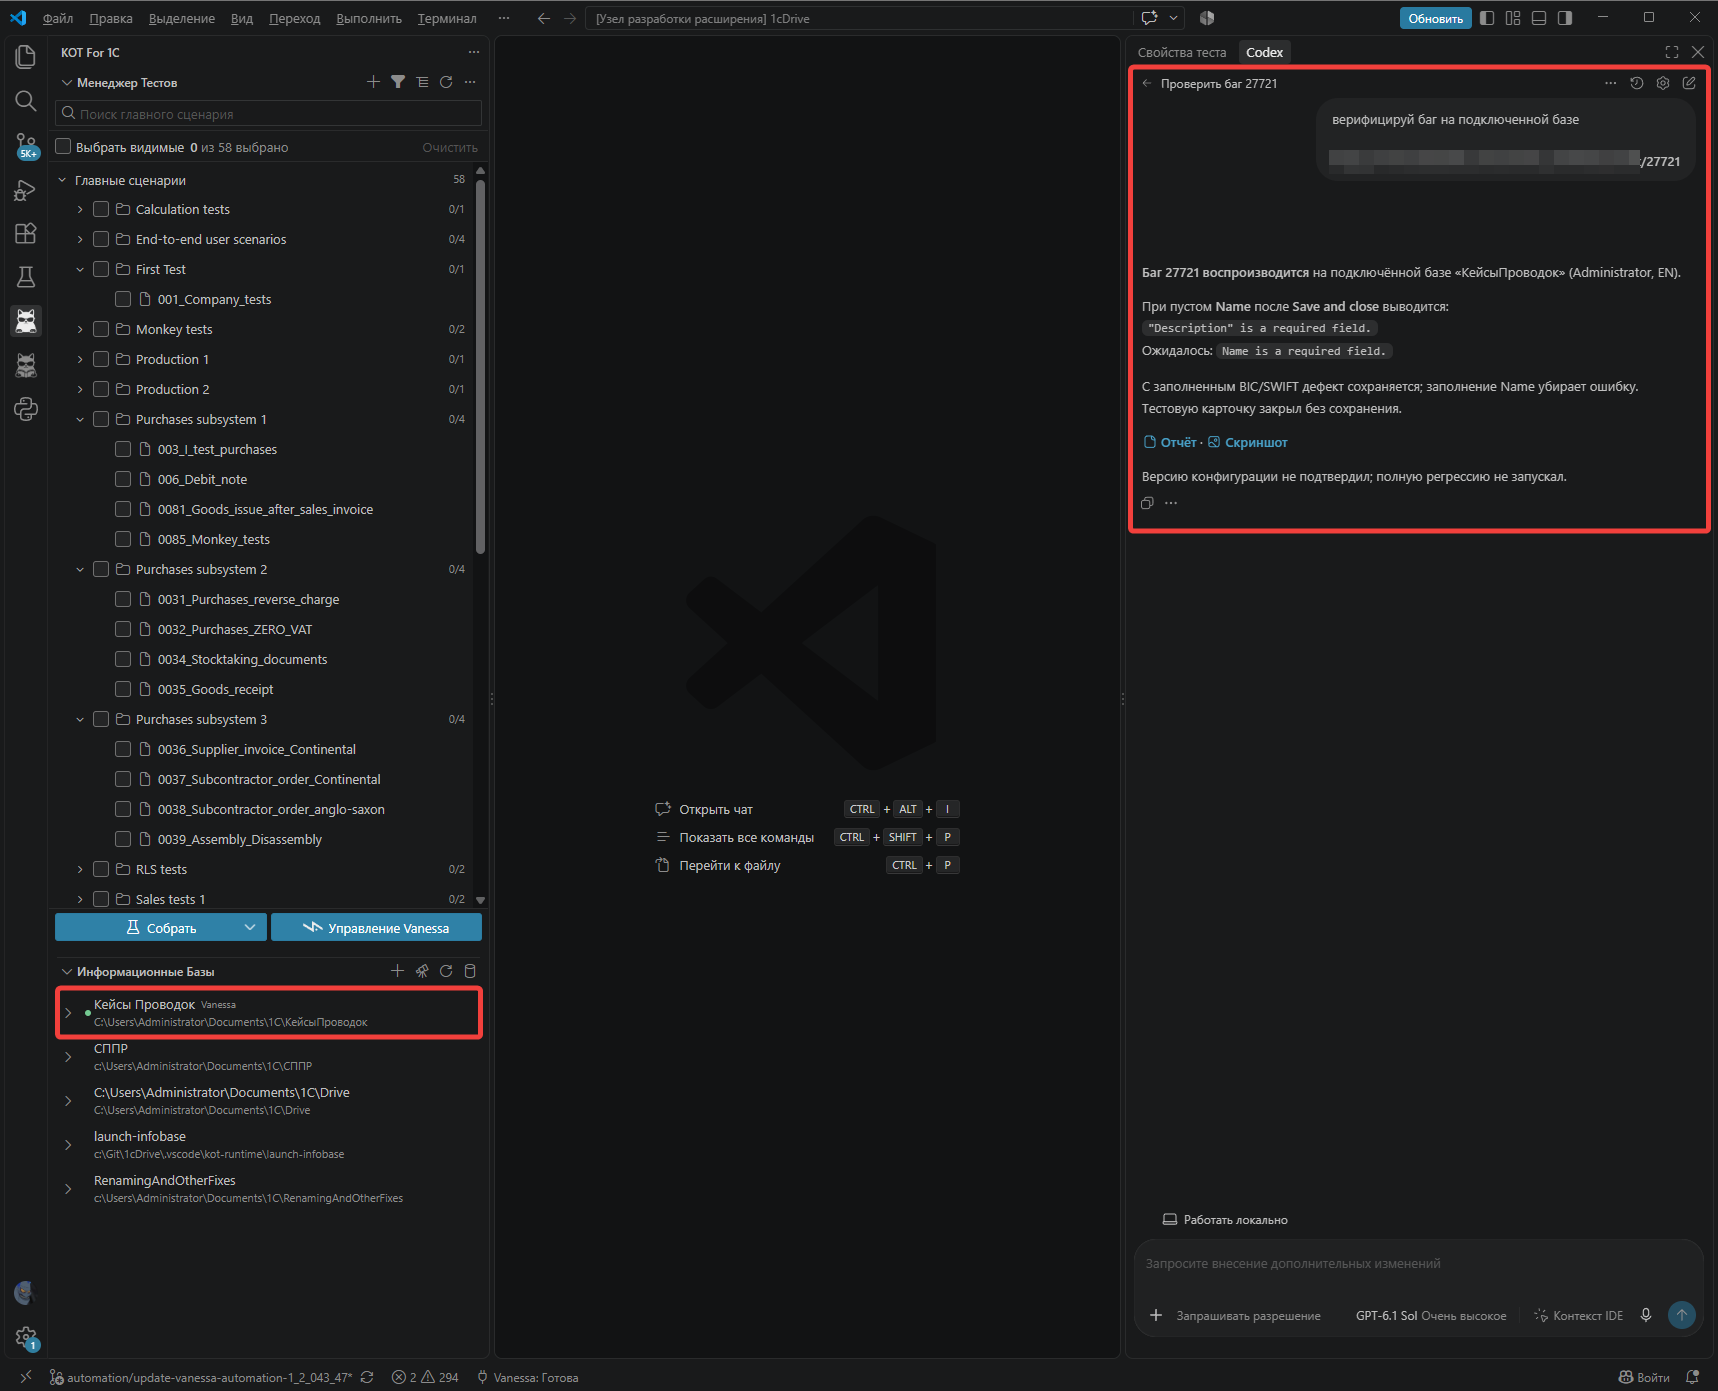 Файл Правка Выделение Вид Переход Выполнить Терминал ··· [Узел разработки расширения] 1cDrive Обновить
KOT For 1C
Менеджер Тестов
Поиск главного сценария
Выбрать видимые 0 из 58 выбрано Очистить
Главные сценарии 58
Calculation tests 0/1
End-to-end user scenarios 0/4
First Test 0/1
001_Company_tests
Monkey tests 0/2
Production 1 0/1
Production 2 0/1
Purchases subsystem 1 0/4
003_I_test_purchases
006_Debit_note
0081_Goods_issue_after_sales_invoice
0085_Monkey_tests
Purchases subsystem 2 0/4
0031_Purchases_reverse_charge
0032_Purchases_ZERO_VAT
0034_Stocktaking_documents
0035_Goods_receipt
Purchases subsystem 3 0/4
0036_Supplier_invoice_Continental
0037_Subcontractor_order_Continental
0038_Subcontractor_order_anglo-saxon
0039_Assembly_Disassembly
RLS tests 0/2
Sales tests 1 0/2
Собрать Управление Vanessa
Информационные Базы
Кейсы Проводок Vanessa
C:\Users\Administrator\Documents\1C\КейсыПроводок
СППР
c:\Users\Administrator\Documents\1C\СППР
C:\Users\Administrator\Documents\1C\Drive
C:\Users\Administrator\Documents\1C\Drive
launch-infobase
c:\Git\1cDrive\.vscode\kot-runtime\launch-infobase
RenamingAndOtherFixes
c:\Users\Administrator\Documents\1C\RenamingAndOtherFixes
5K+
1
Открыть чат CTRL + ALT + I
Показать все команды CTRL + SHIFT + P
Перейти к файлу CTRL + P
Свойства теста Codex
Проверить баг 27721
верифицируй баг на подключенной базе
/27721
Баг 27721 воспроизводится на подключённой базе «КейсыПроводок» (Administrator, EN).
При пустом Name после Save and close выводится:
"Description" is a required field.
Ожидалось: Name is a required field.
С заполненным BIC/SWIFT дефект сохраняется; заполнение Name убирает ошибку.
Тестовую карточку закрыл без сохранения.
Отчёт · Скриншот
Версию конфигурации не подтвердил; полную регрессию не запускал.
Работать локально
Запросите внесение дополнительных изменений
Запрашивать разрешение GPT-6.1 Sol Очень высокое Контекст IDE
automation/update-vanessa-automation-1_2_043_47* 2 294 Vanessa: Готова Войти